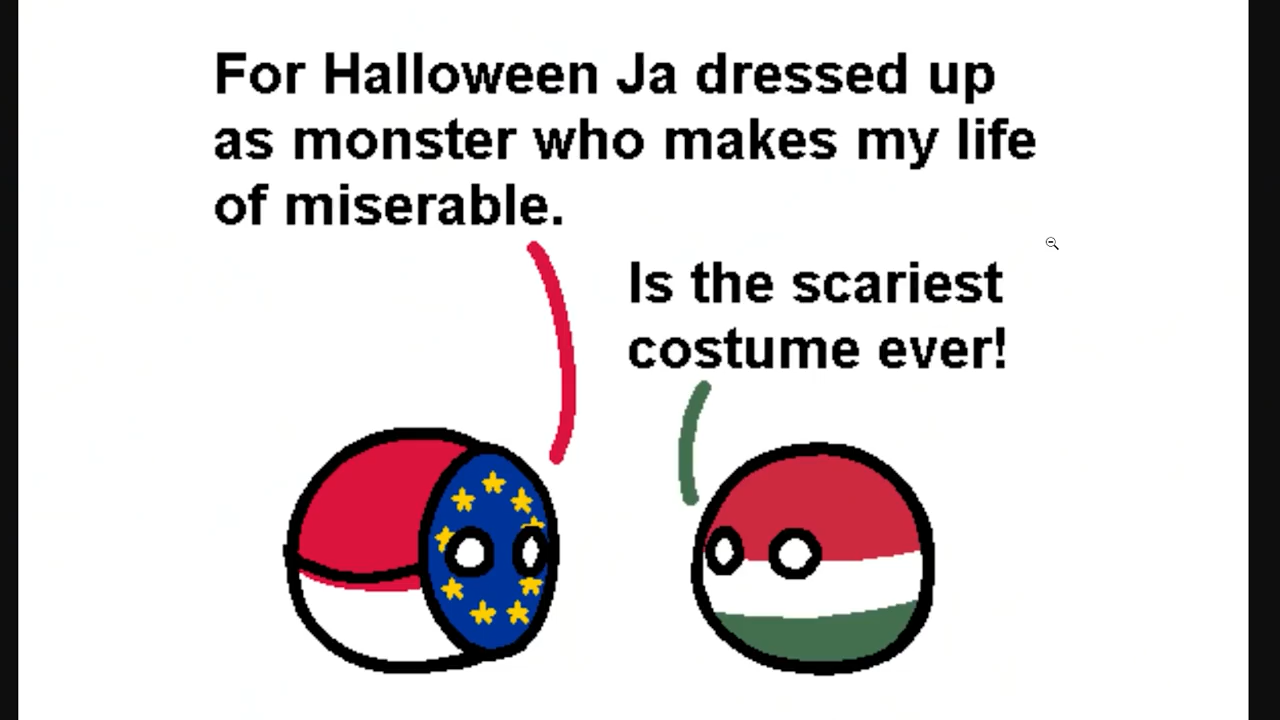 For Halloween Ja dressed up
as monster who makes my life
of miserable.
Is the scariest
costume ever!